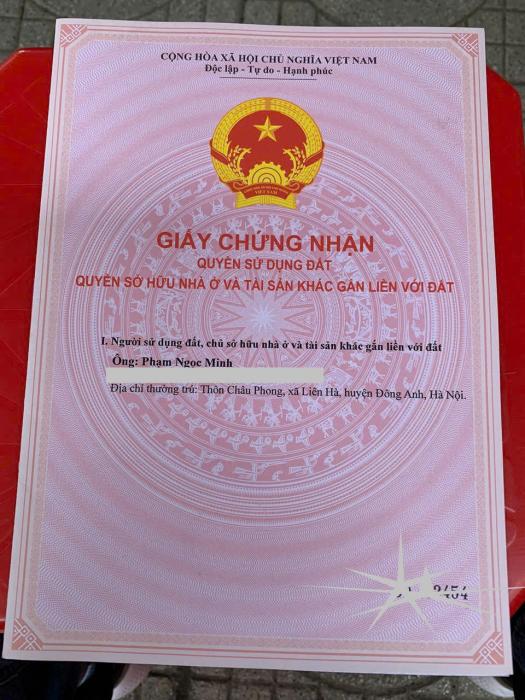 CỘNG HÒA XÃ HỘI CHỦ NGHĨA VIỆT NAM
Độc lập - Tự do - Hạnh phúc
VIỆT NAM
GIẤY CHỨNG NHẬN
QUYỀN SỬ DỤNG ĐẤT
QUYỀN SỞ HỮU NHÀ Ở VÀ TÀI SẢN KHÁC GẮN LIỀN VỚI ĐẤT
I. Người sử dụng đất, chủ sở hữu nhà ở và tài sản khác gắn liền với đất
Ông: Phạm Ngọc Minh
Địa chỉ thường trú: Thôn Châu Phong, xã Liên Hà, huyện Đông Anh, Hà Nội.